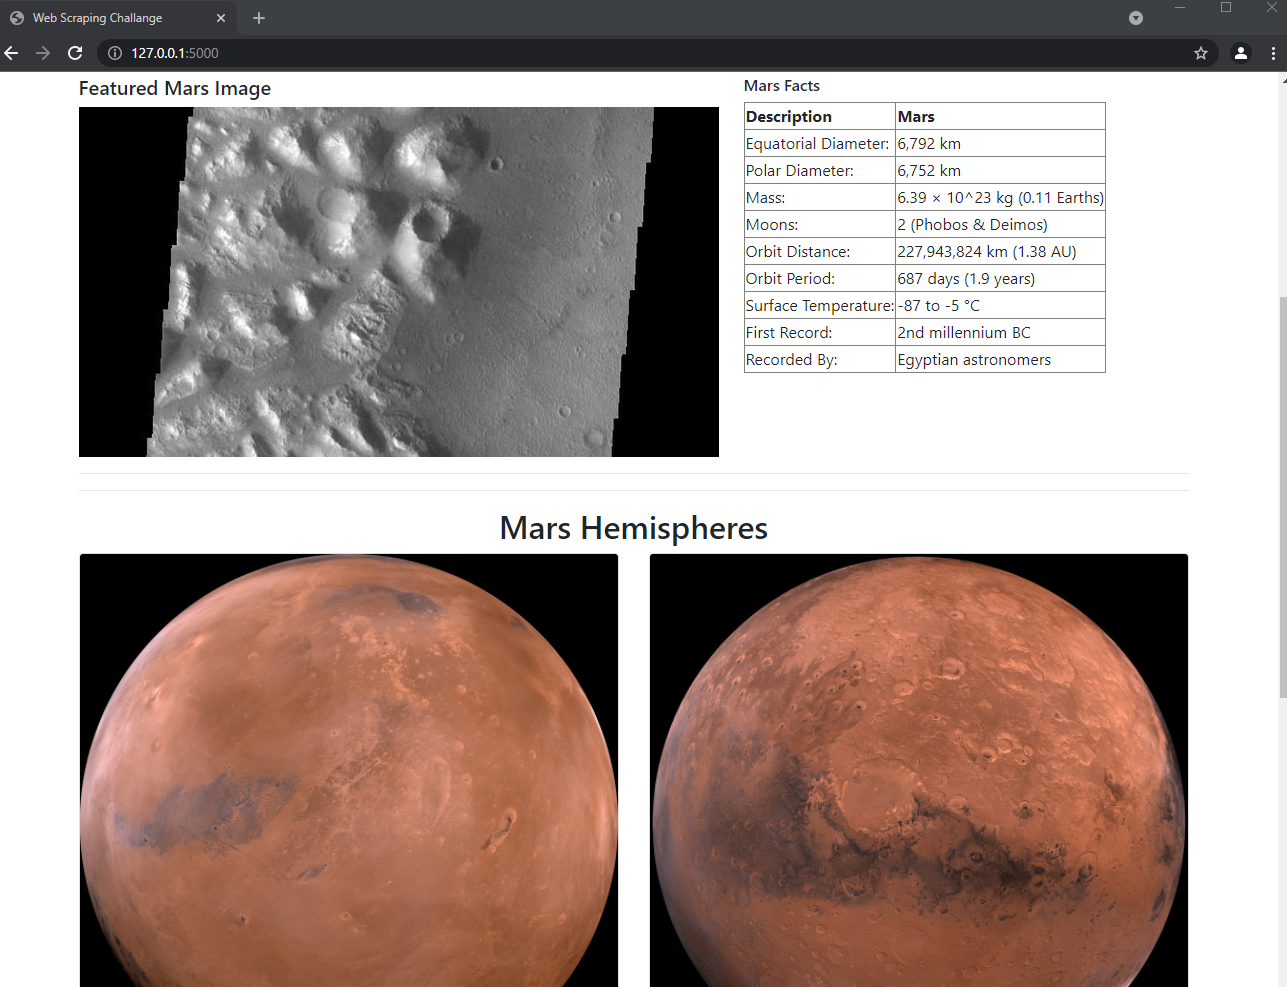 Web Scraping Challange
127.0.0.1:5000
Featured Mars Image
Mars Facts
Description Mars
Equatorial Diameter: 6,792 km
Polar Diameter: 6,752 km
Mass: 6.39 × 10^23 kg (0.11 Earths)
Moons: 2 (Phobos & Deimos)
Orbit Distance: 227,943,824 km (1.38 AU)
Orbit Period: 687 days (1.9 years)
Surface Temperature: -87 to -5 °C
First Record: 2nd millennium BC
Recorded By: Egyptian astronomers
Mars Hemispheres